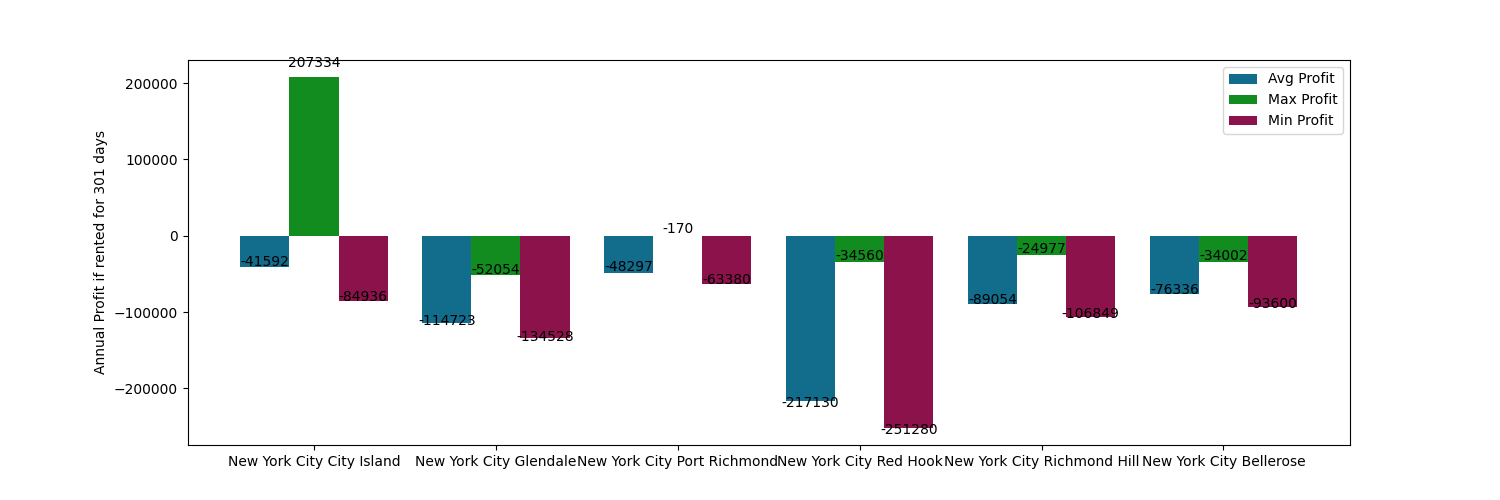 207334
200000
100000
0
−100000
−200000
Annual Profit if rented for 301 days
Avg Profit
Max Profit
Min Profit
-41592
-84936
-114723
-52054
-134528
-48297
-170
-63380
-217130
-34560
-251280
-89054
-24977
-106849
-76336
-34002
-93600
New York City City Island
New York City Glendale
New York City Port Richmond
New York City Red Hook
New York City Richmond Hill
New York City Bellerose